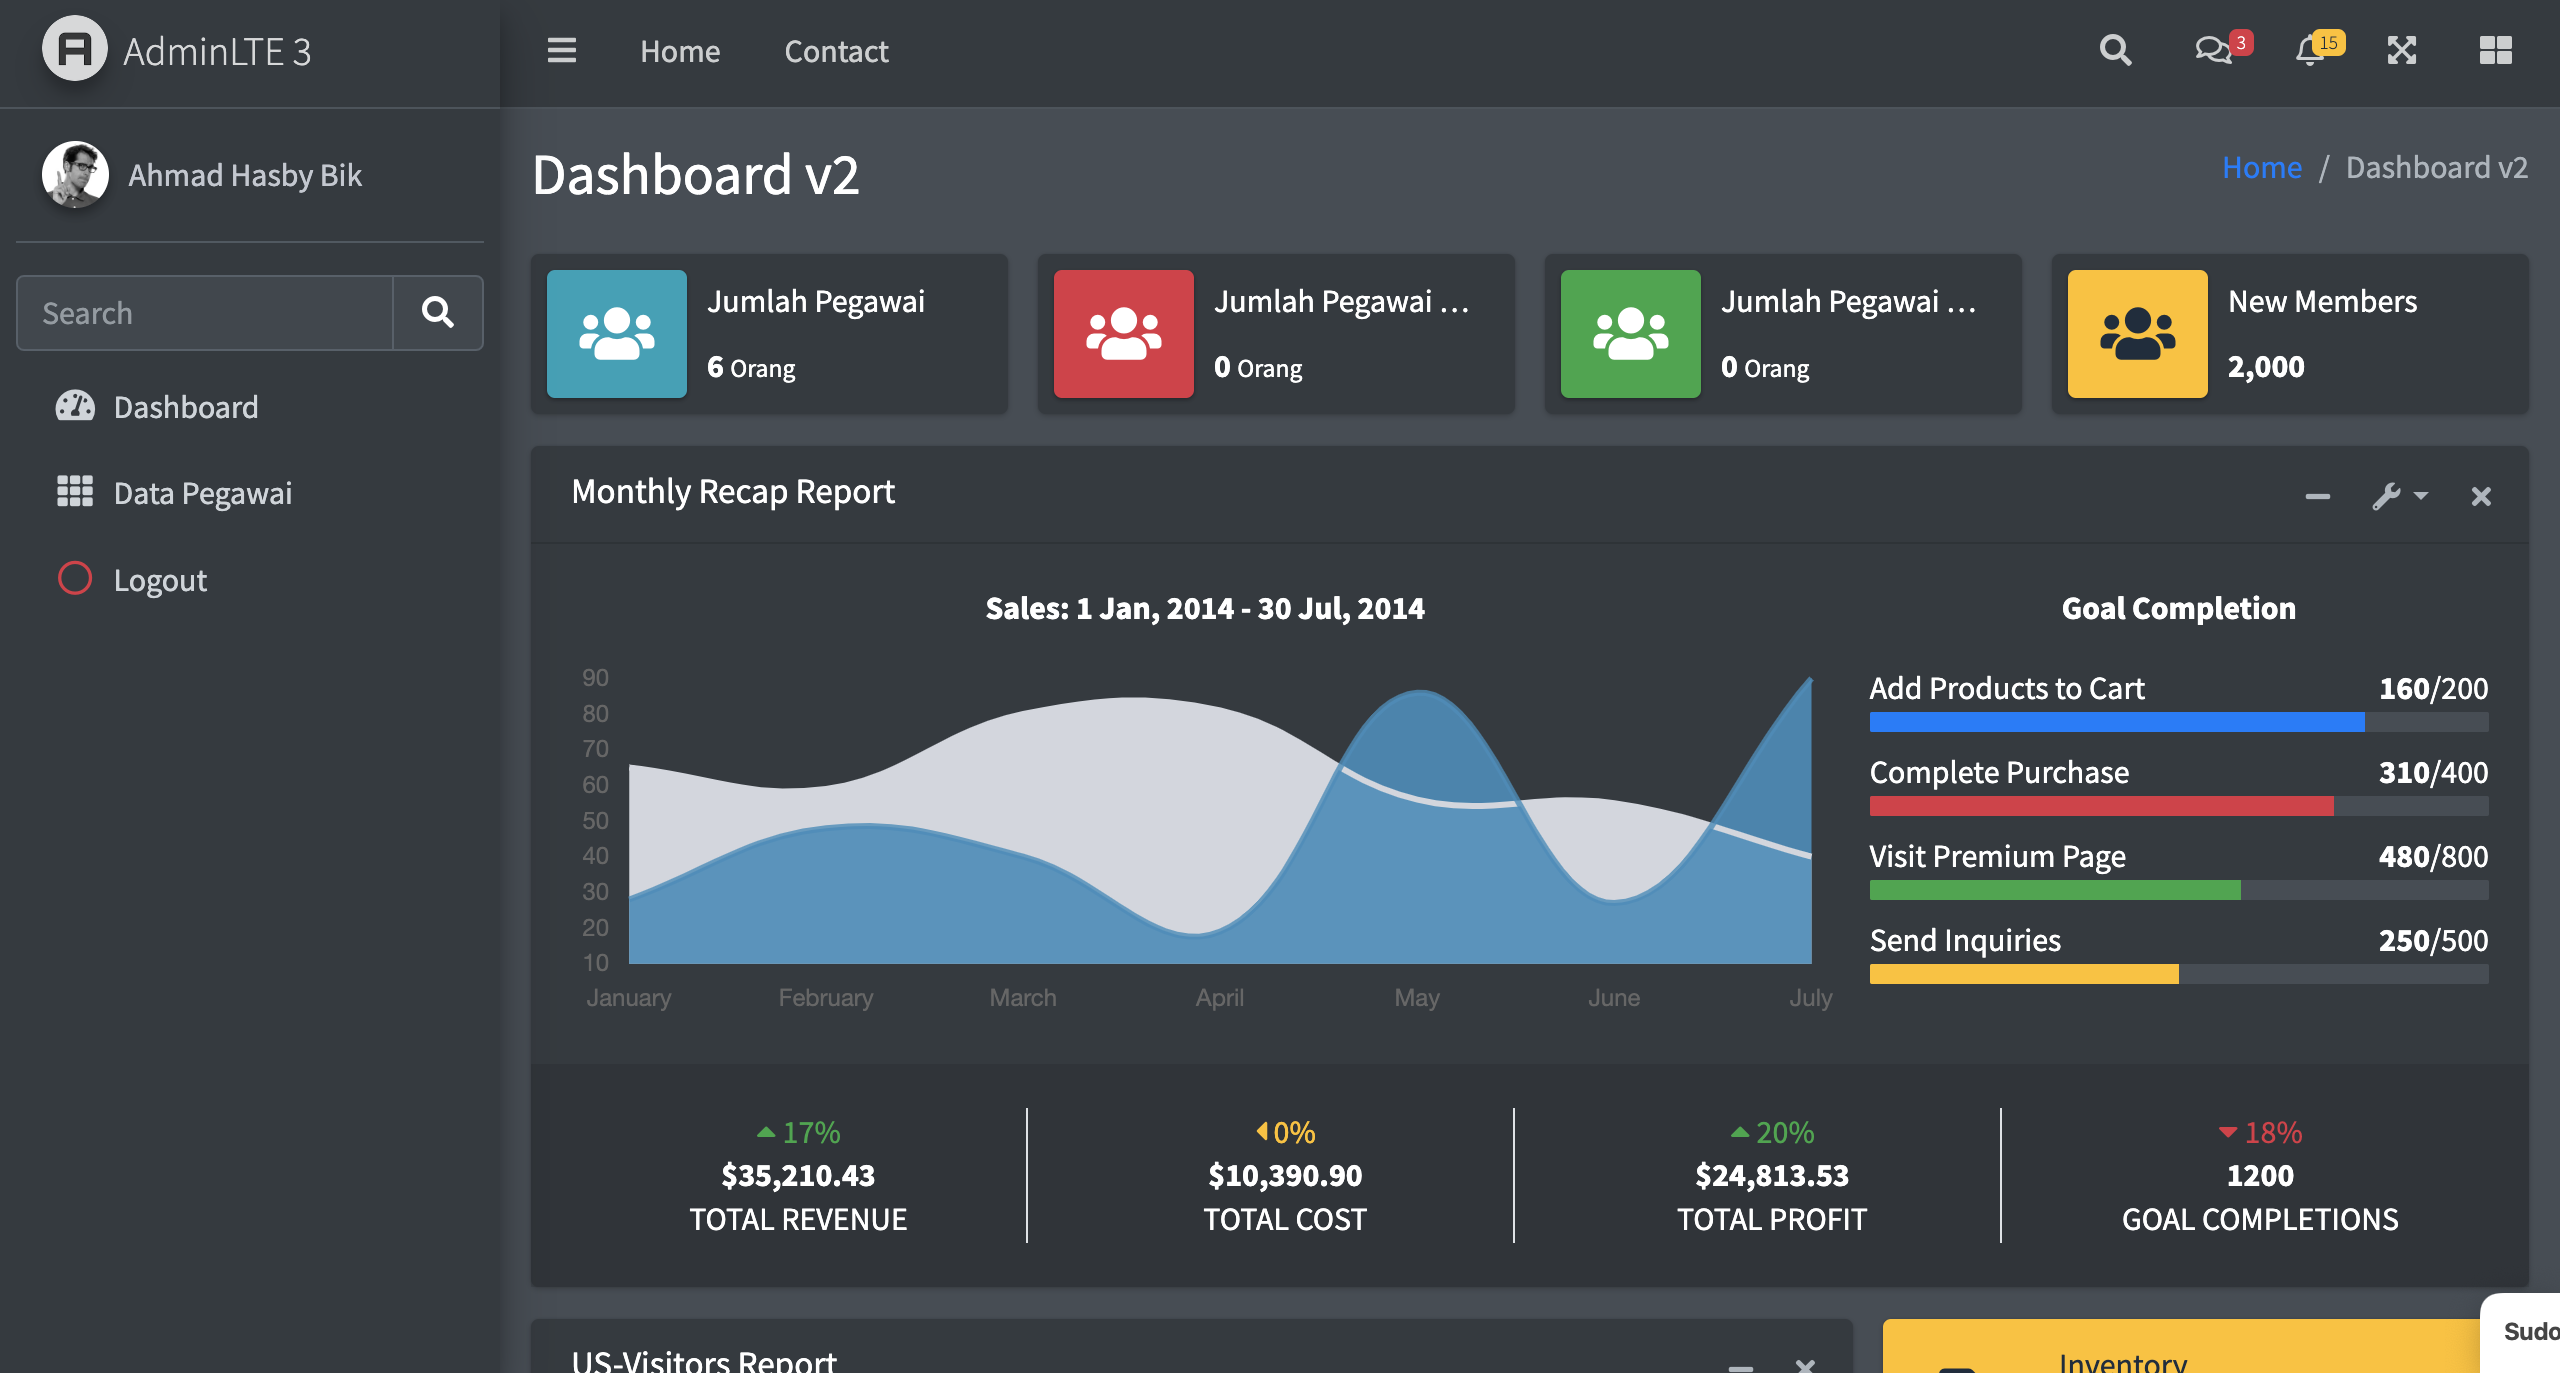 AdminLTE 3
Home
Contact
3
15
Ahmad Hasby Bik
Search
Dashboard
Data Pegawai
Logout
Dashboard v2
Home / Dashboard v2
Jumlah Pegawai
6 Orang
Jumlah Pegawai ...
0 Orang
Jumlah Pegawai ...
0 Orang
New Members
2,000
Monthly Recap Report
Sales: 1 Jan, 2014 - 30 Jul, 2014
90
80
70
60
50
40
30
20
10
January February March April May June July
Goal Completion
Add Products to Cart 160/200
Complete Purchase 310/400
Visit Premium Page 480/800
Send Inquiries 250/500
17%
$35,210.43
TOTAL REVENUE
0%
$10,390.90
TOTAL COST
20%
$24,813.53
TOTAL PROFIT
18%
1200
GOAL COMPLETIONS
US-Visitors Report
Inventory
Sudo